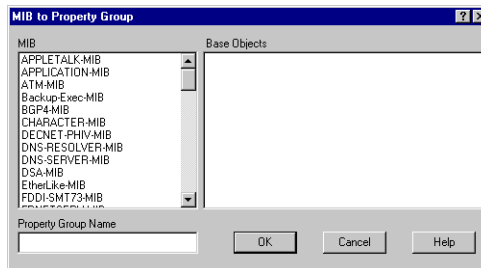 MIB to Property Group
MIB
Base Objects
APPLETALK-MIB
APPLICATION-MIB
ATM-MIB
Backup-Exec-MIB
BGP4-MIB
CHARACTER-MIB
DECNET-PHIV-MIB
DNS-RESOLVER-MIB
DNS-SERVER-MIB
DSA-MIB
EtherLike-MIB
FDDI-SMT73-MIB
Property Group Name
OK
Cancel
Help